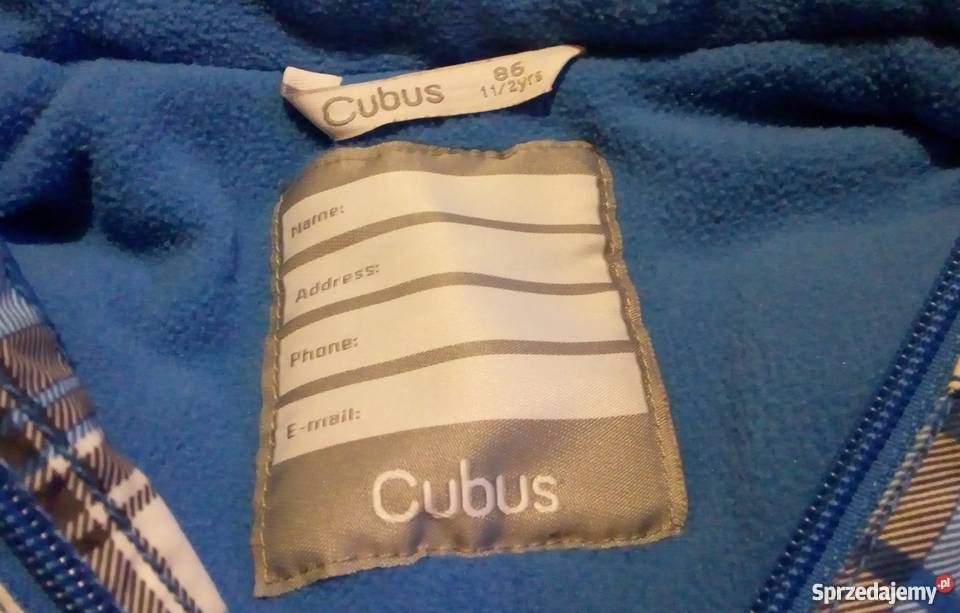 Cubus
86
11/2yrs
Name:
Address:
Phone:
E-mail:
Cubus
Sprzedajemy.pl